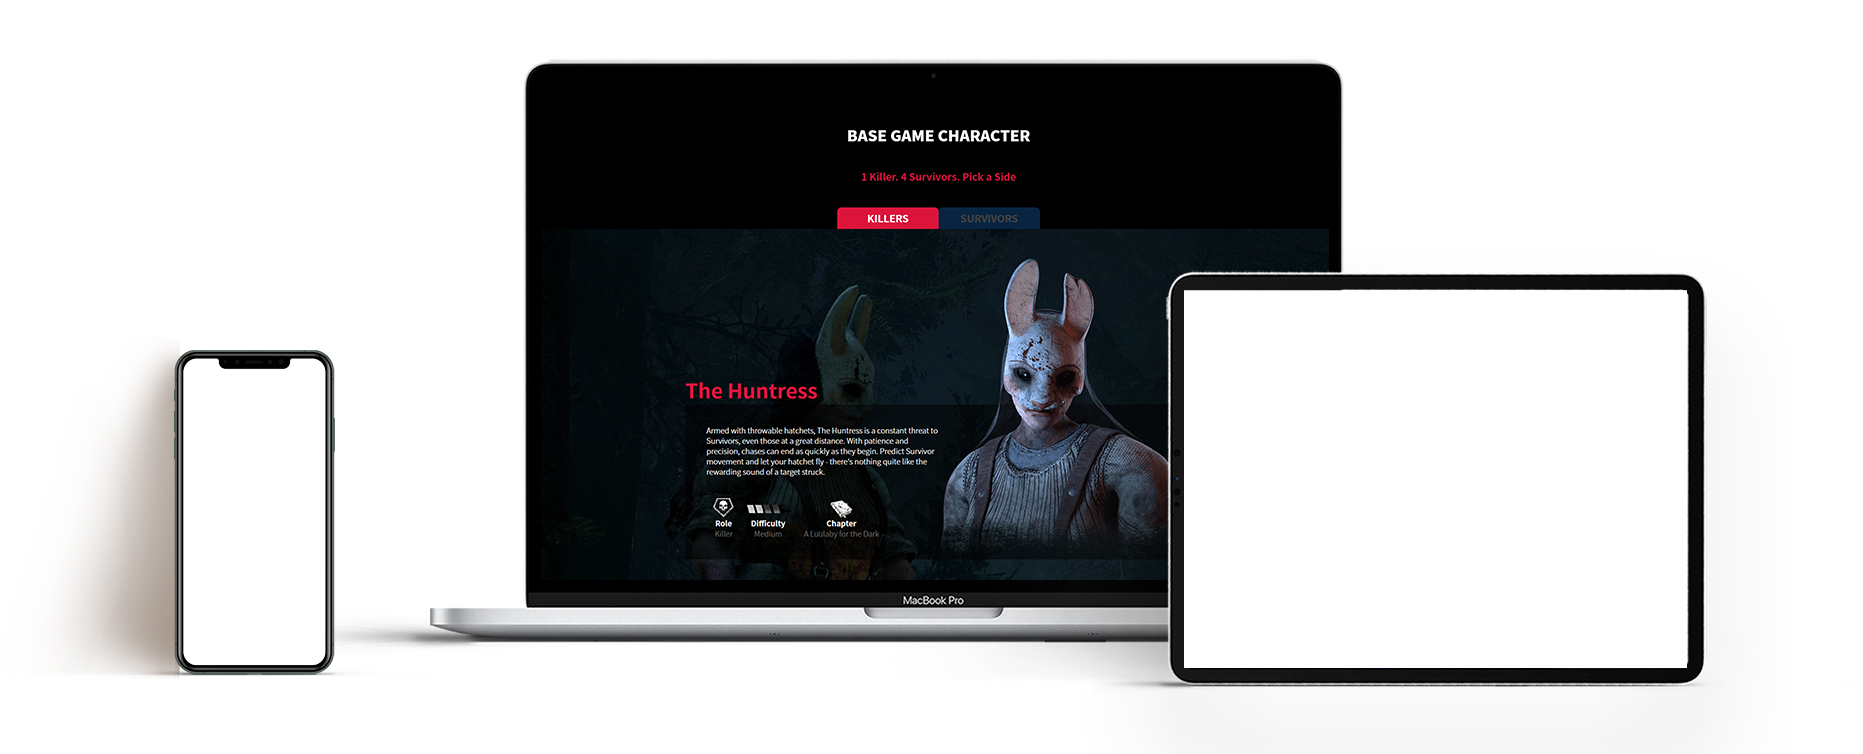 BASE GAME CHARACTER
1 Killer. 4 Survivors. Pick a Side
KILLERS
SURVIVORS
The Huntress
Armed with throwable hatchets, The Huntress is a constant threat to
Survivors, even those at a great distance. With patience and
precision, chases can end as quickly as they begin. Predict Survivor
movement and let your hatchet fly - there's nothing quite like the
rewarding sound of a target struck.
Role
Difficulty
Chapter
Killer
Medium
A Luulaby for the Dark
MacBook Pro